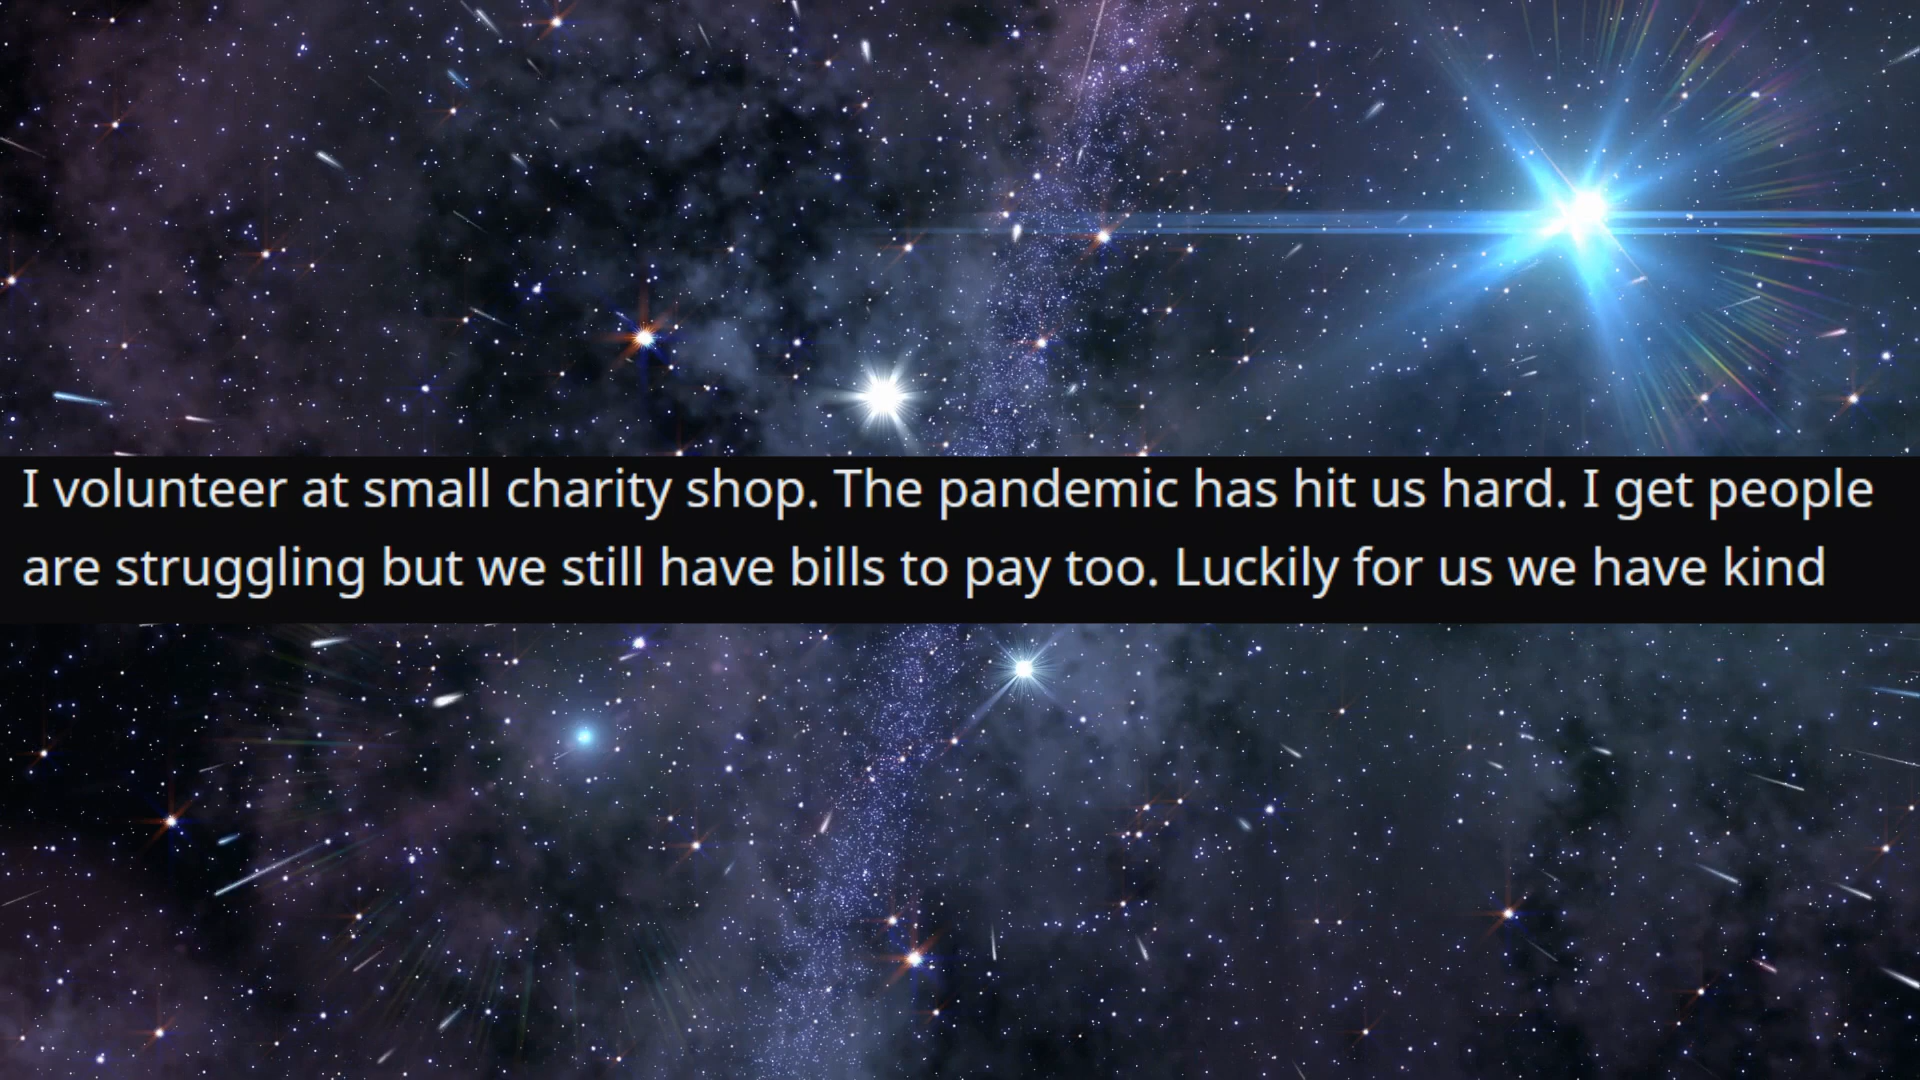 I volunteer at small charity shop. The pandemic has hit us hard. I get people
are struggling but we still have bills to pay too. Luckily for us we have kind